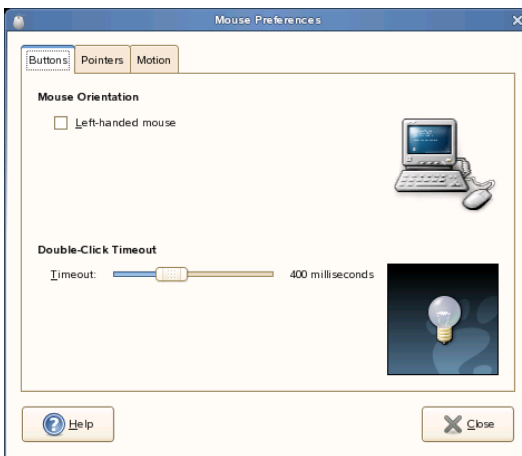 Mouse Preferences
Buttons Pointers Motion
Mouse Orientation
Left-handed mouse
Double-Click Timeout
Timeout: 400 milliseconds
Help Close